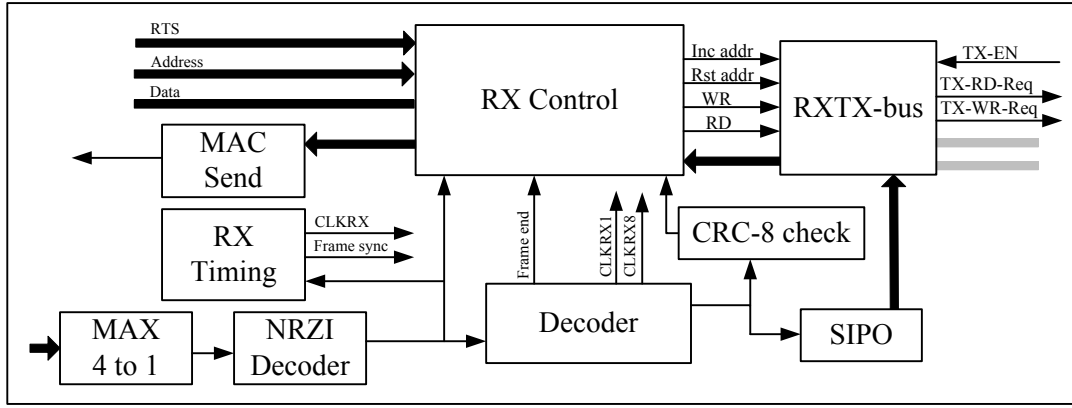 RTS
Address
Data
RX Control
Inc addr
Rst addr
WR
RD
RXTX-bus
TX-EN
TX-RD-Req
TX-WR-Req
MAC
Send
RX
Timing
CLKRX
Frame sync
Frame end
CLKRX1
CLKRX8
CRC-8 check
MAX
4 to 1
NRZI
Decoder
Decoder
SIPO